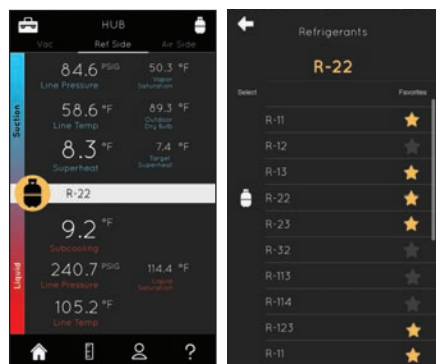 HUB
Vac Ref Side Air Side
84.6 PSIG 50.3 °F
Line Pressure Vapor Saturation
58.6 °F 89.3 °F
Line Temp Outdoor Dry Bulb
8.3 °F 7.4 °F
Superheat Target Superheat
Suction
R-22
9.2 °F
Subcooling
240.7 PSIG 114.4 °F
Line Pressure Liquid Saturation
105.2 °F
Line Temp
Liquid
?
Refrigerants
R-22
Select Favorites
R-11
R-12
R-13
R-22
R-23
R-32
R-113
R-114
R-123
R-11